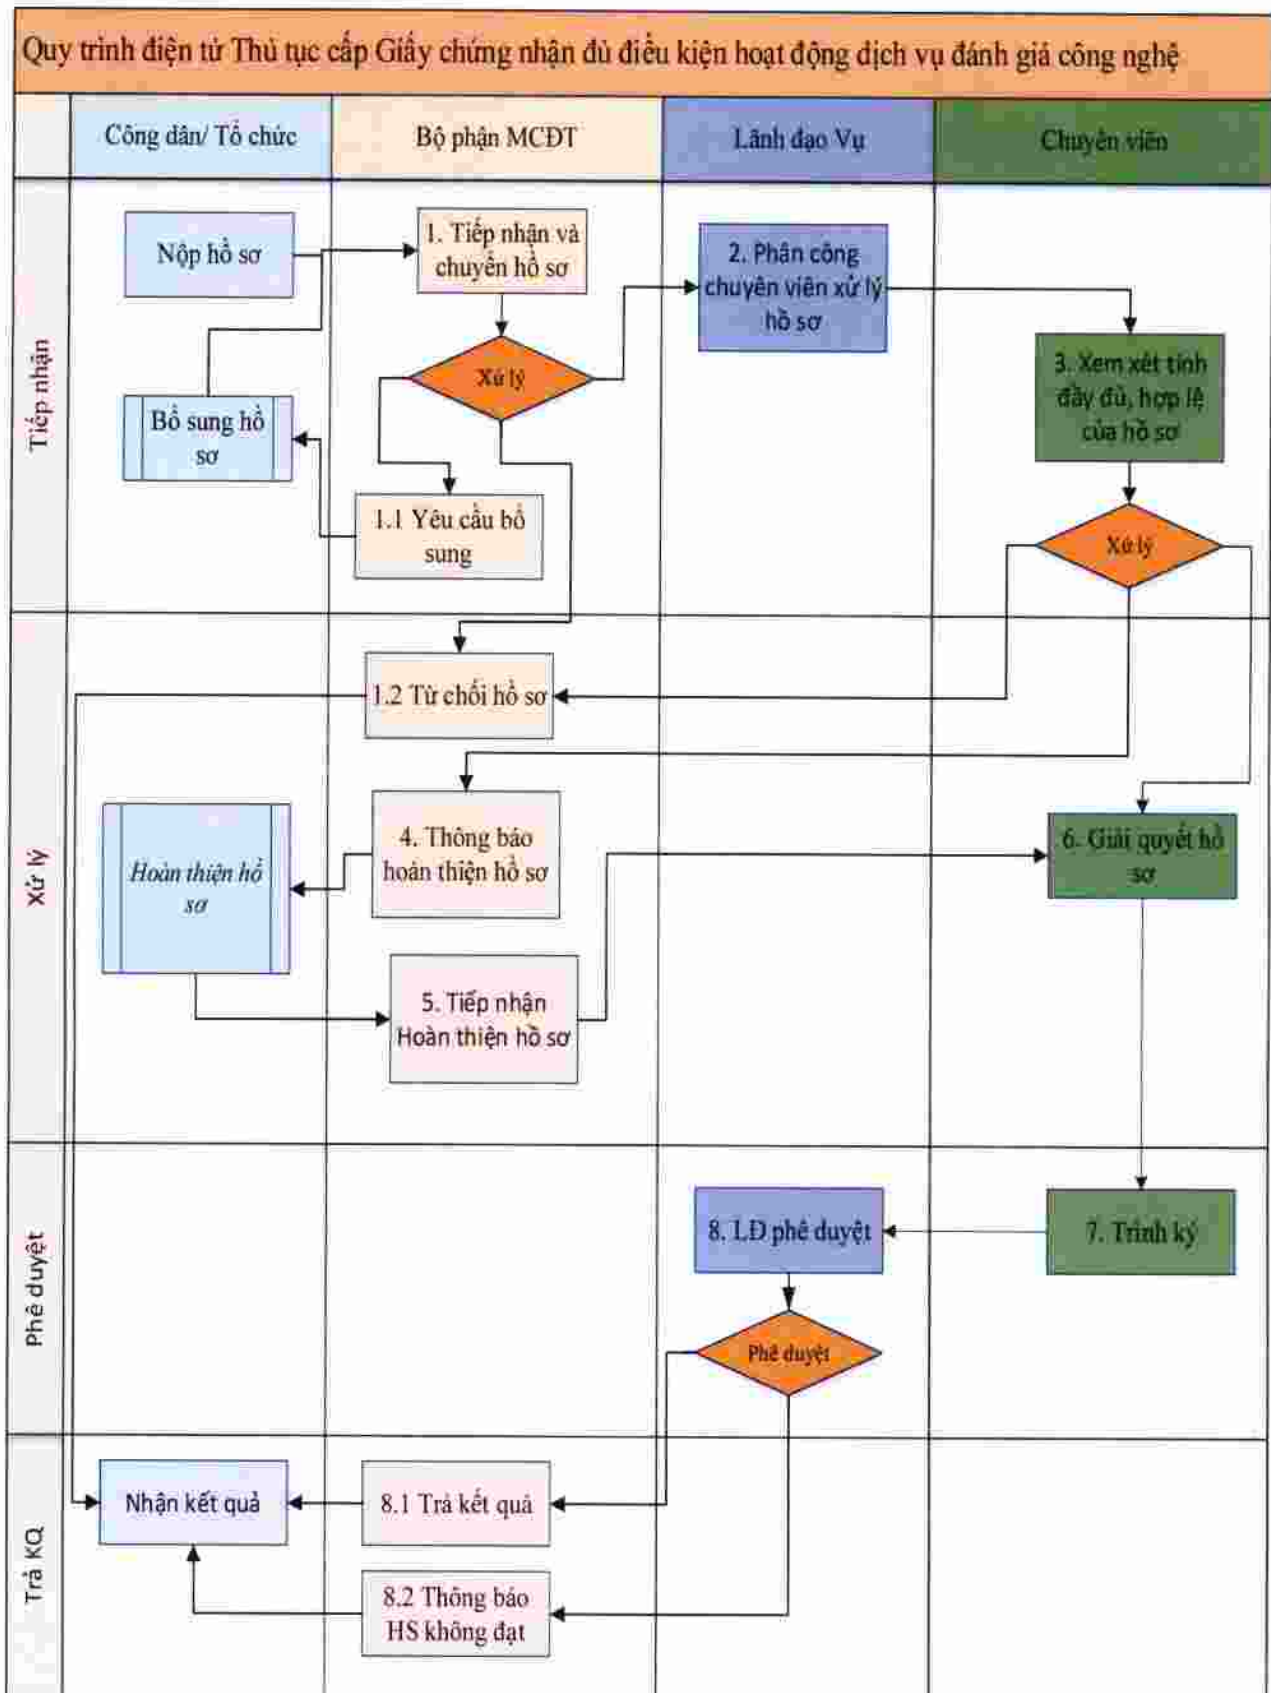 Quy trình điện tử Thủ tục cấp Giấy chứng nhận đủ điều kiện hoạt động dịch vụ đánh giá công nghệ
Công dân/ Tổ chức
Bộ phận MCĐT
Lãnh đạo Vụ
Chuyên viên
Tiếp nhận
Nộp hồ sơ
1. Tiếp nhận và
chuyển hồ sơ
2. Phân công
chuyên viên xử lý
hồ sơ
Xử lý
3. Xem xét tính
đầy đủ, hợp lệ
của hồ sơ
Bổ sung hồ
sơ
1.1 Yêu cầu bổ
sung
Xử lý
Xử lý
1.2 Từ chối hồ sơ
4. Thông báo
hoàn thiện hồ sơ
Hoàn thiện hồ
sơ
6. Giải quyết hồ
sơ
5. Tiếp nhận
Hoàn thiện hồ sơ
Phê duyệt
8. LĐ phê duyệt
7. Trình ký
Phê duyệt
Trả KQ
Nhận kết quả
8.1 Trả kết quả
8.2 Thông báo
HS không đạt